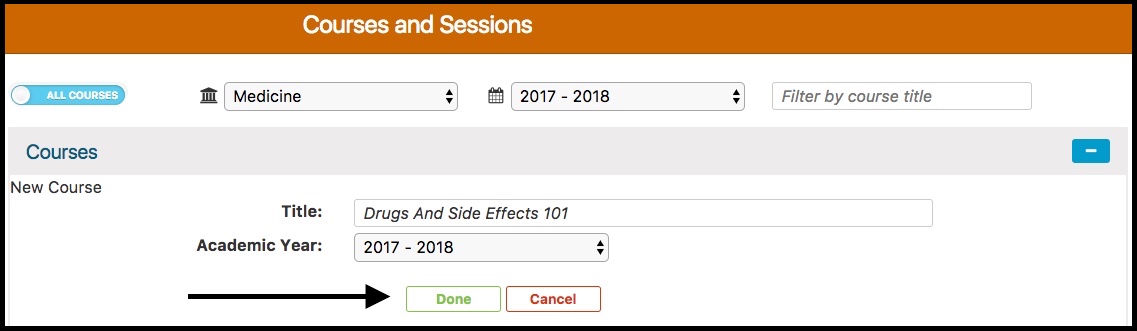 Courses and Sessions
ALL COURSES Medicine 2017 - 2018 Filter by course title
Courses
New Course
Title: Drugs And Side Effects 101
Academic Year: 2017 - 2018
Done Cancel